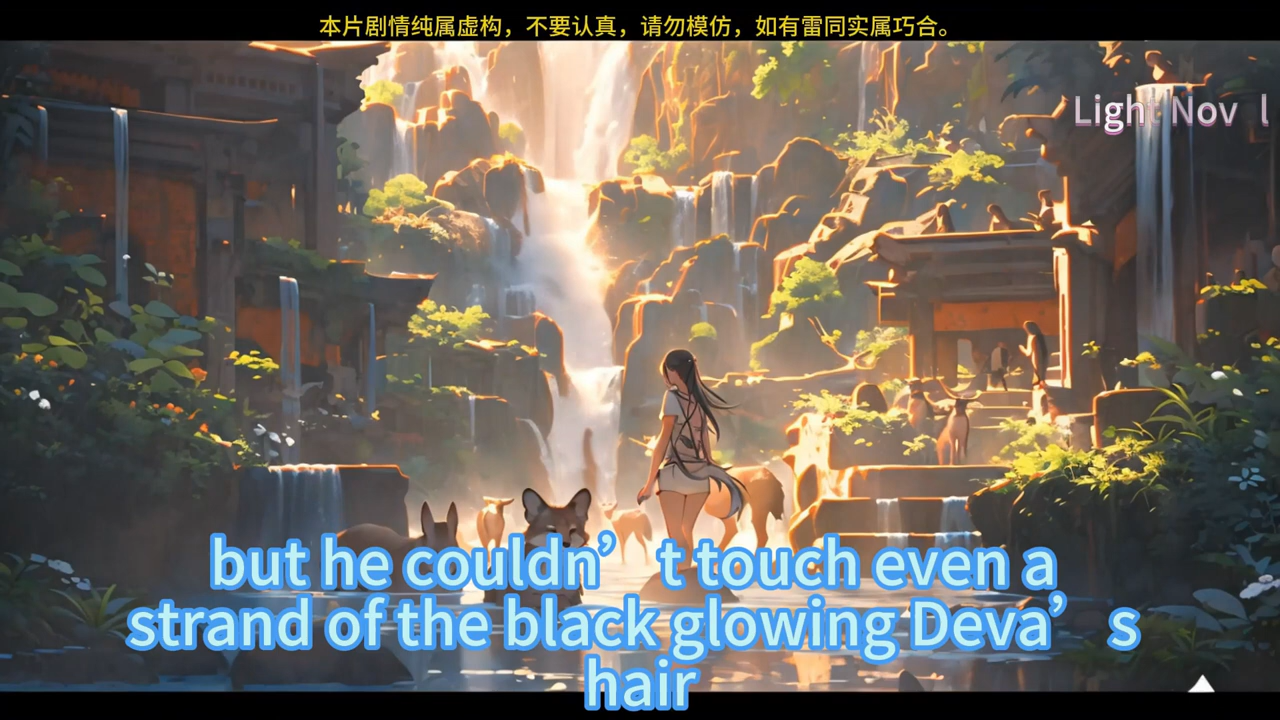 本片剧情纯属虚构，不要认真，请勿模仿，如有雷同实属巧合。
Light Nov l
but he couldn’t touch even a
strand of the black glowing Deva’s
hair